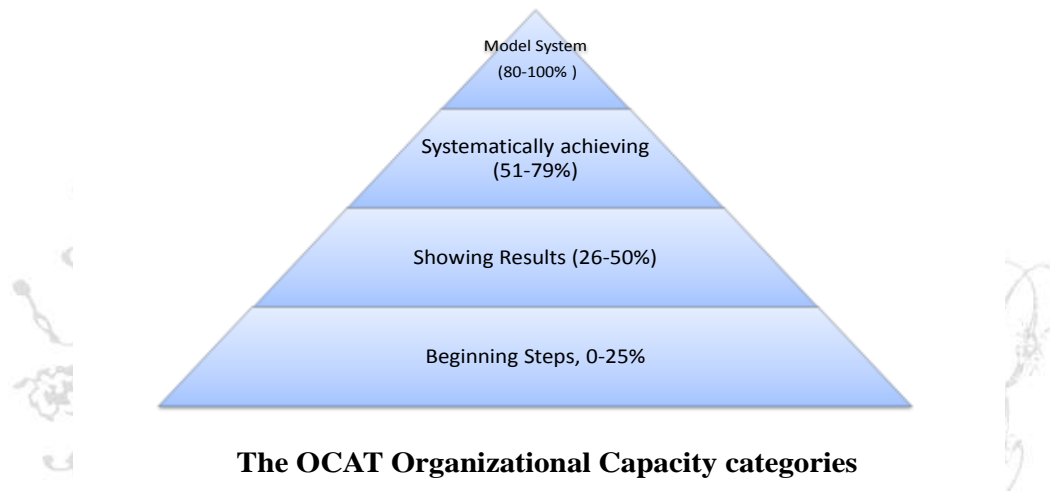 Model System
(80-100% )
Systematically achieving
(51-79%)
Showing Results (26-50%)
Beginning Steps, 0-25%
The OCAT Organizational Capacity categories